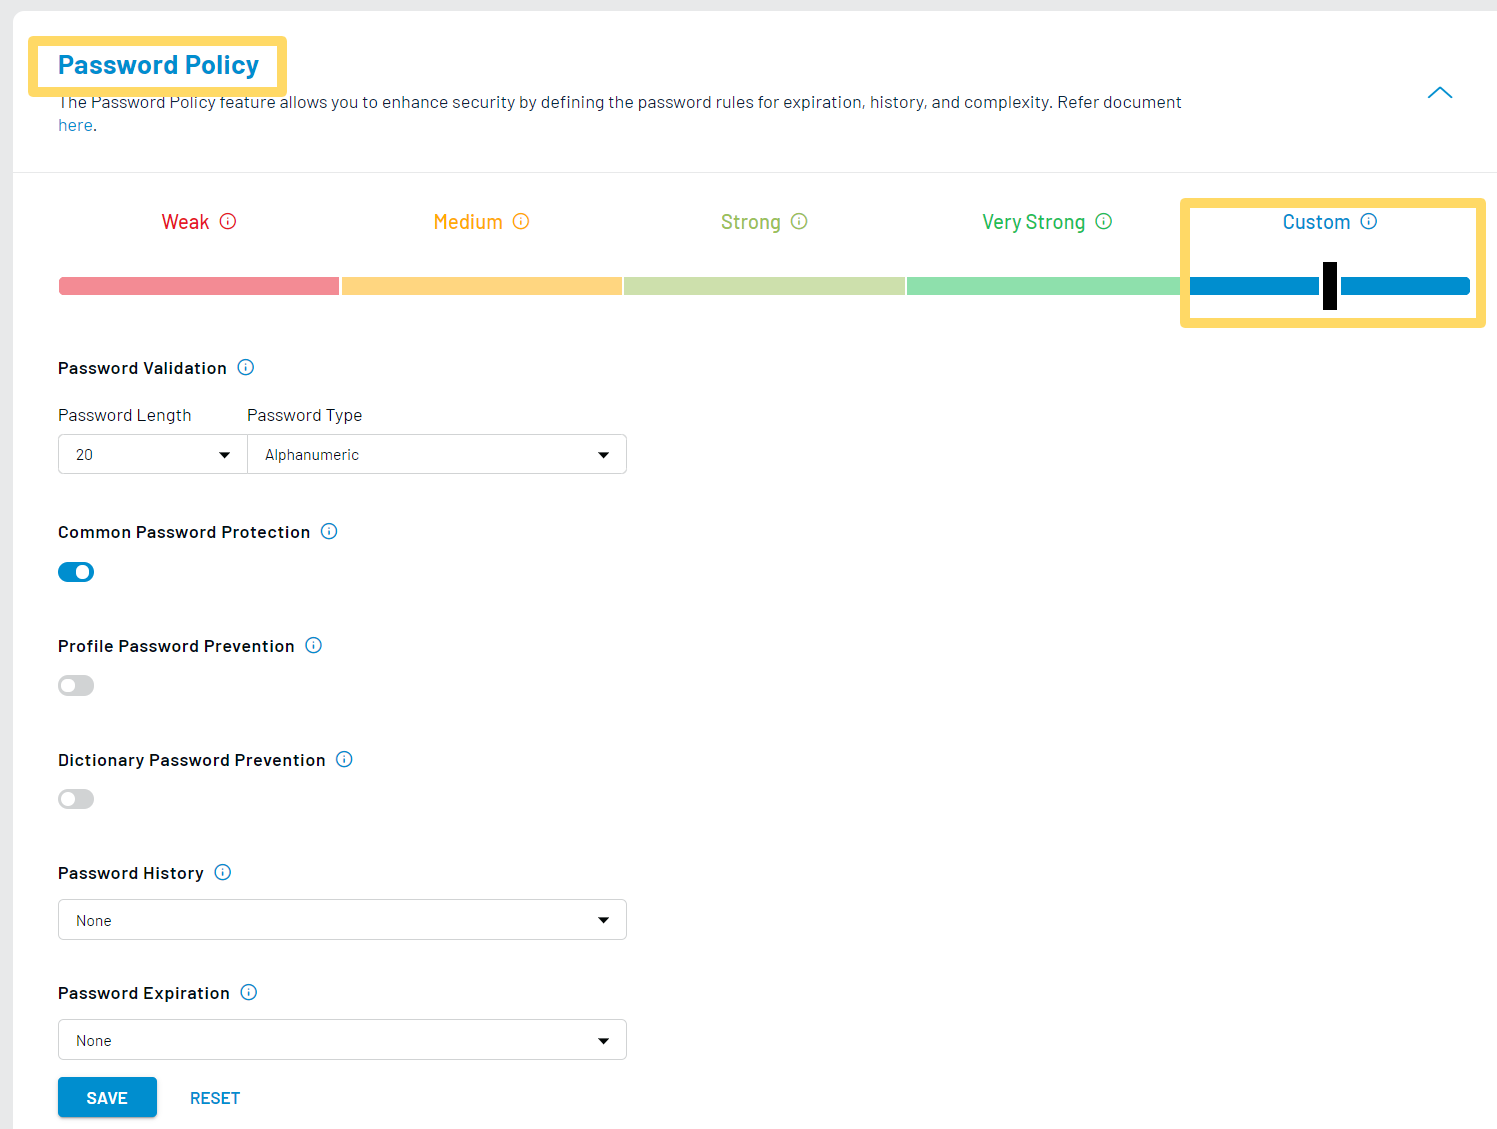 Password Policy
The Password Policy feature allows you to enhance security by defining the password rules for expiration, history, and complexity. Refer document
here.
Weak Medium Strong Very Strong Custom
Password Validation
Password Length Password Type
20 Alphanumeric
Common Password Protection
Profile Password Prevention
Dictionary Password Prevention
Password History
None
Password Expiration
None
SAVE RESET